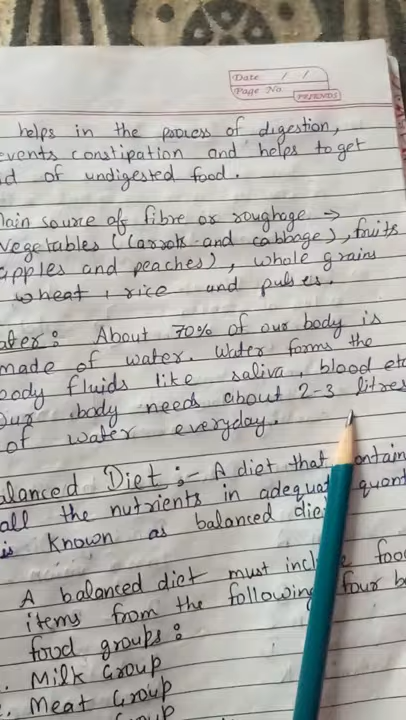 Date / /
Page No.
FRIENDS
helps in the process of digestion,
events constipation and helps to get
id of undigested food.
Main source of fibre or roughage →
vegetables ((carrots and cabbage), fruits
apples and peaches), whole grains
wheat, rice and pulses.
ater: About 70% of our body is
made of water. Water forms the
body fluids like saliva, blood etc
Our body needs about 2-3 litres
of water everyday.
alanced Diet :- A diet that ontain
all the nutrients in adequat quant
is known as balanced die
A balanced diet must incl e foo
items from the following four b
food groups :
. Milk Group
. Meat Group
oup